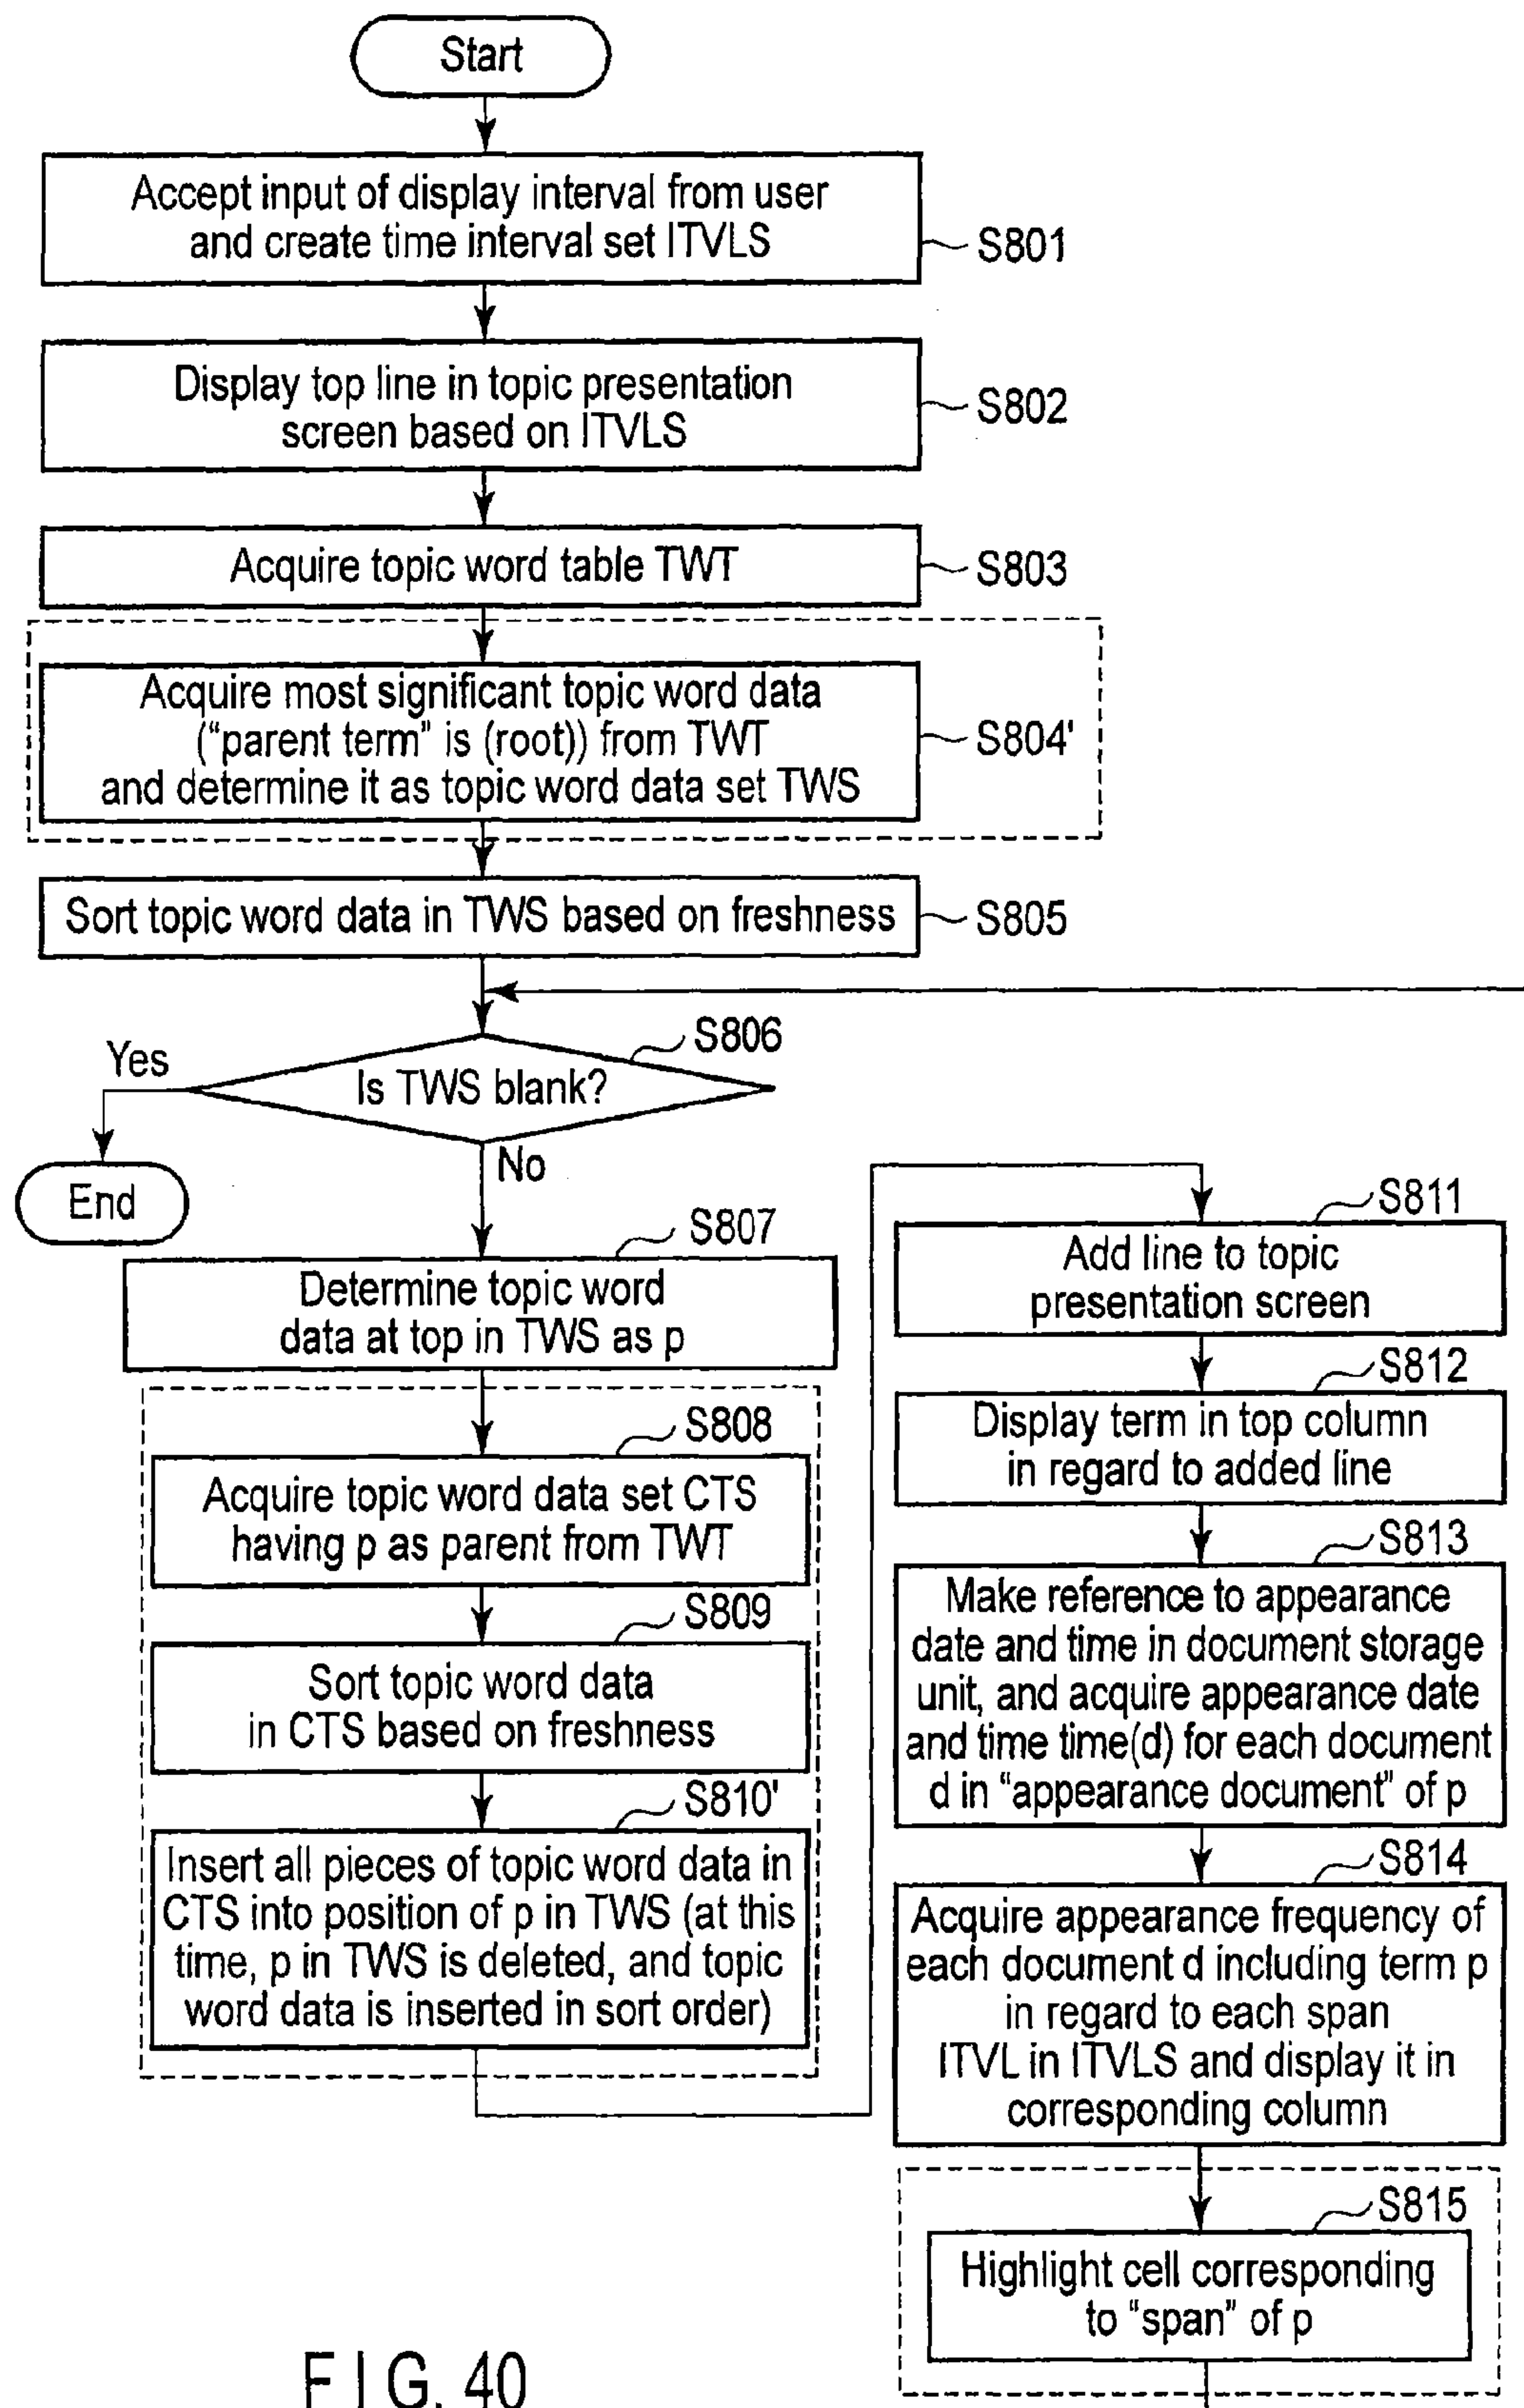 Start
Accept input of display interval from user
and create time interval set ITVLS
S801
Display top line in topic presentation
screen based on ITVLS
S802
Acquire topic word table TWT
S803
Acquire most significant topic word data
("parent term" is (root)) from TWT
and determine it as topic word data set TWS
S804'
Sort topic word data in TWS based on freshness
S805
S806
Is TWS blank?
Yes
No
End
S807
Determine topic word
data at top in TWS as p
S808
Acquire topic word data set CTS
having p as parent from TWT
S809
Sort topic word data
in CTS based on freshness
S810'
Insert all pieces of topic word data in
CTS into position of p in TWS (at this
time, p in TWS is deleted, and topic
word data is inserted in sort order)
S811
Add line to topic
presentation screen
S812
Display term in top column
in regard to added line
S813
Make reference to appearance
date and time in document storage
unit, and acquire appearance date
and time time(d) for each document
d in "appearance document" of p
S814
Acquire appearance frequency of
each document d including term p
in regard to each span
ITVL in ITVLS and display it in
corresponding column
S815
Highlight cell corresponding
to "span" of p
FIG. 40